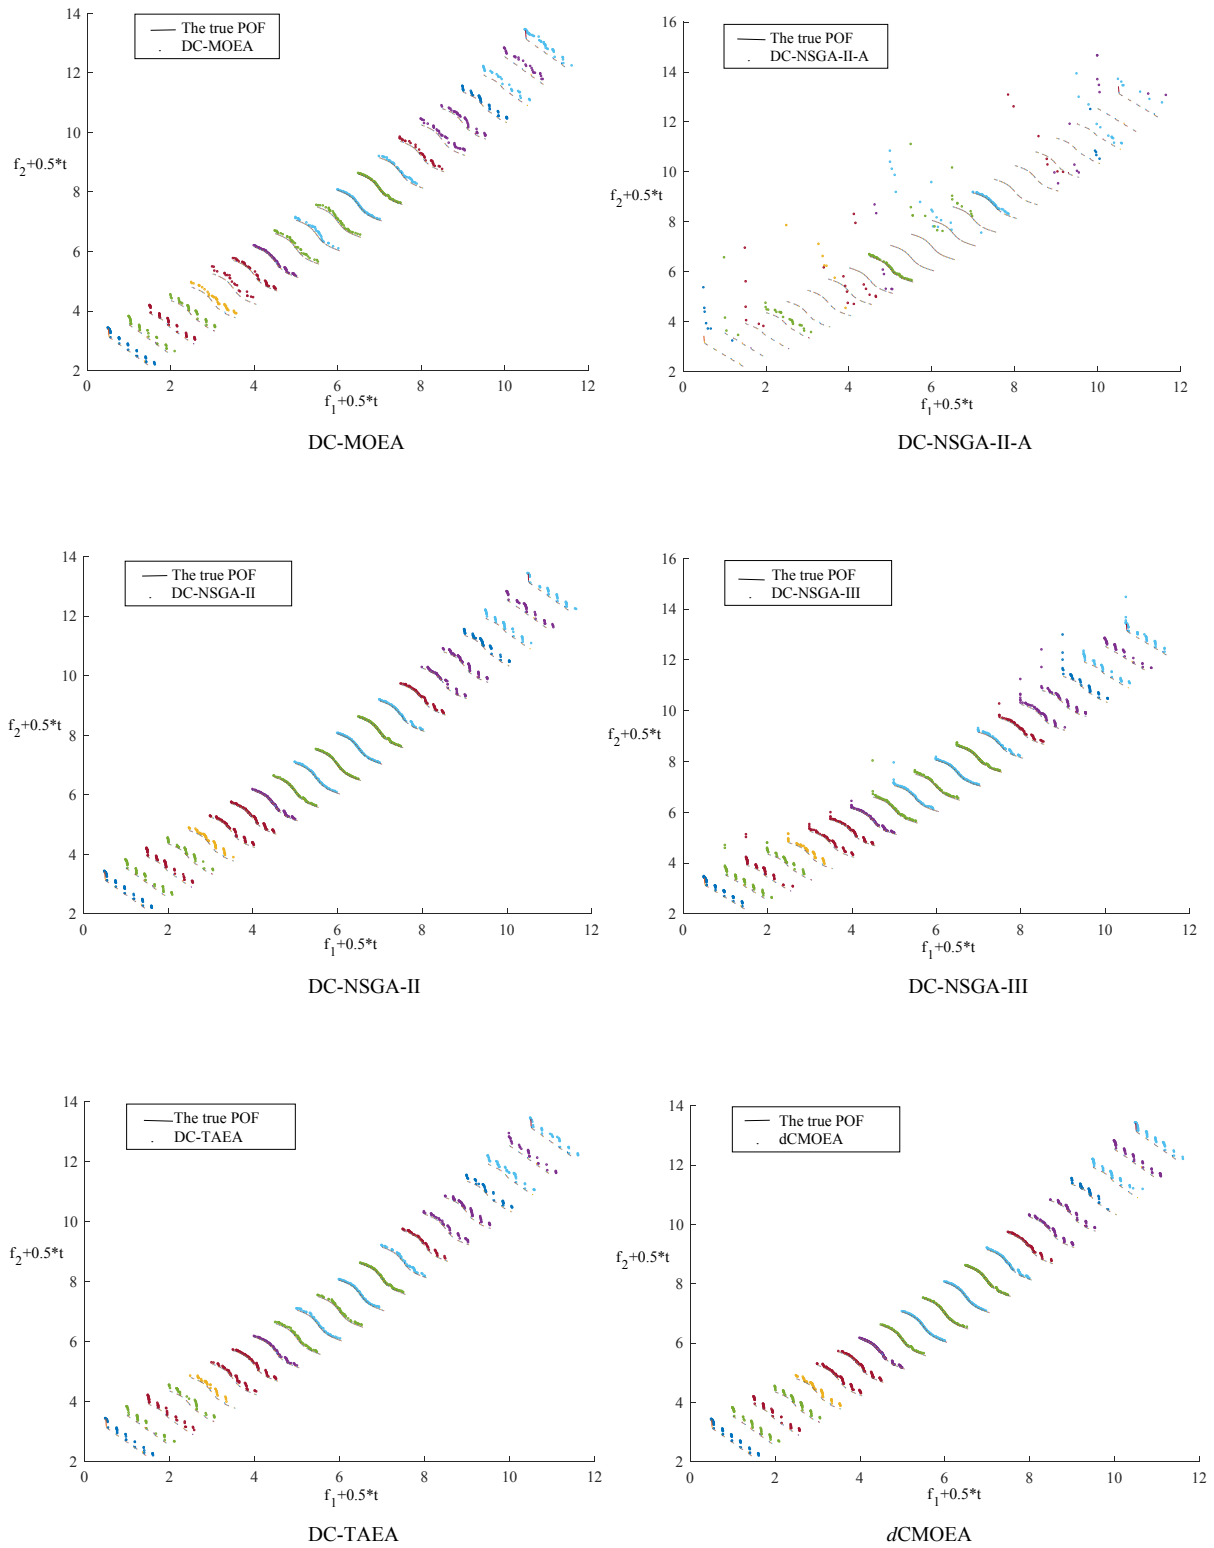 14
12
10
8
6
4
2
0 2 4 6 8 10 12
The true POF
DC-MOEA
f2+0.5*t
f1+0.5*t
DC-MOEA
16
14
12
10
8
6
4
2
0 2 4 6 8 10 12
The true POF
DC-NSGA-II-A
f2+0.5*t
f1+0.5*t
DC-NSGA-II-A
14
12
10
8
6
4
2
0 2 4 6 8 10 12
The true POF
DC-NSGA-II
f2+0.5*t
f1+0.5*t
DC-NSGA-II
16
14
12
10
8
6
4
2
0 2 4 6 8 10 12
The true POF
DC-NSGA-III
f2+0.5*t
f1+0.5*t
DC-NSGA-III
14
12
10
8
6
4
2
0 2 4 6 8 10 12
The true POF
DC-TAEA
f2+0.5*t
f1+0.5*t
DC-TAEA
14
12
10
8
6
4
2
0 2 4 6 8 10 12
The true POF
dCMOEA
f2+0.5*t
f1+0.5*t
dCMOEA